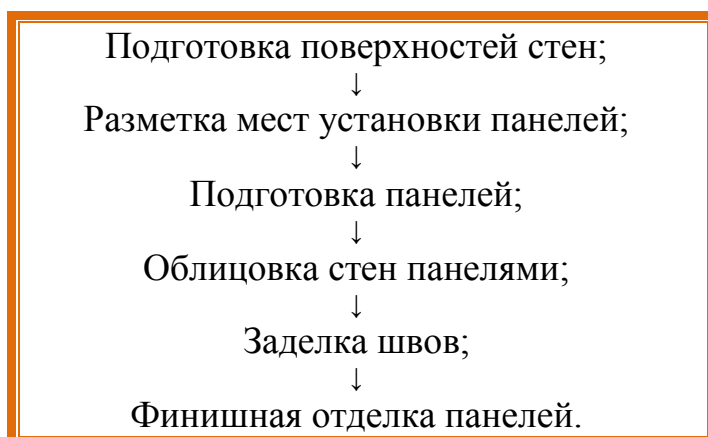 Подготовка поверхностей стен;
↓
Разметка мест установки панелей;
↓
Подготовка панелей;
↓
Облицовка стен панелями;
↓
Заделка швов;
↓
Финишная отделка панелей.